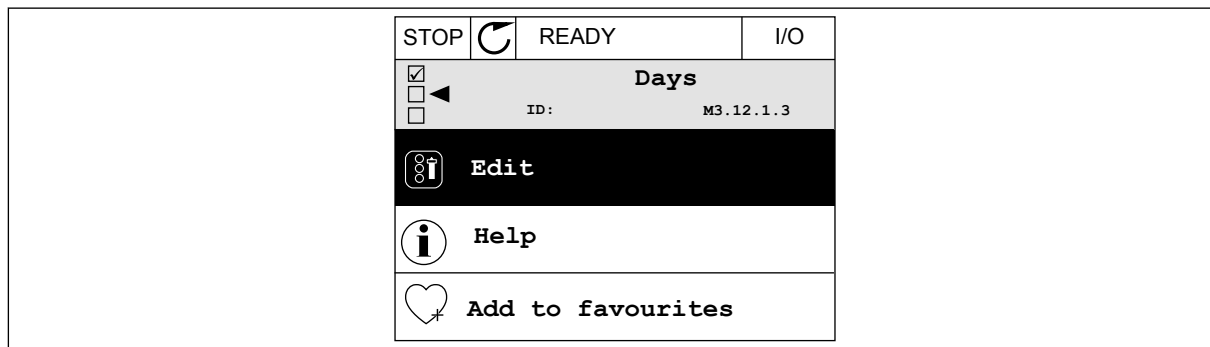 STOP READY I/O
Days
ID: M3.12.1.3
Edit
Help
Add to favourites